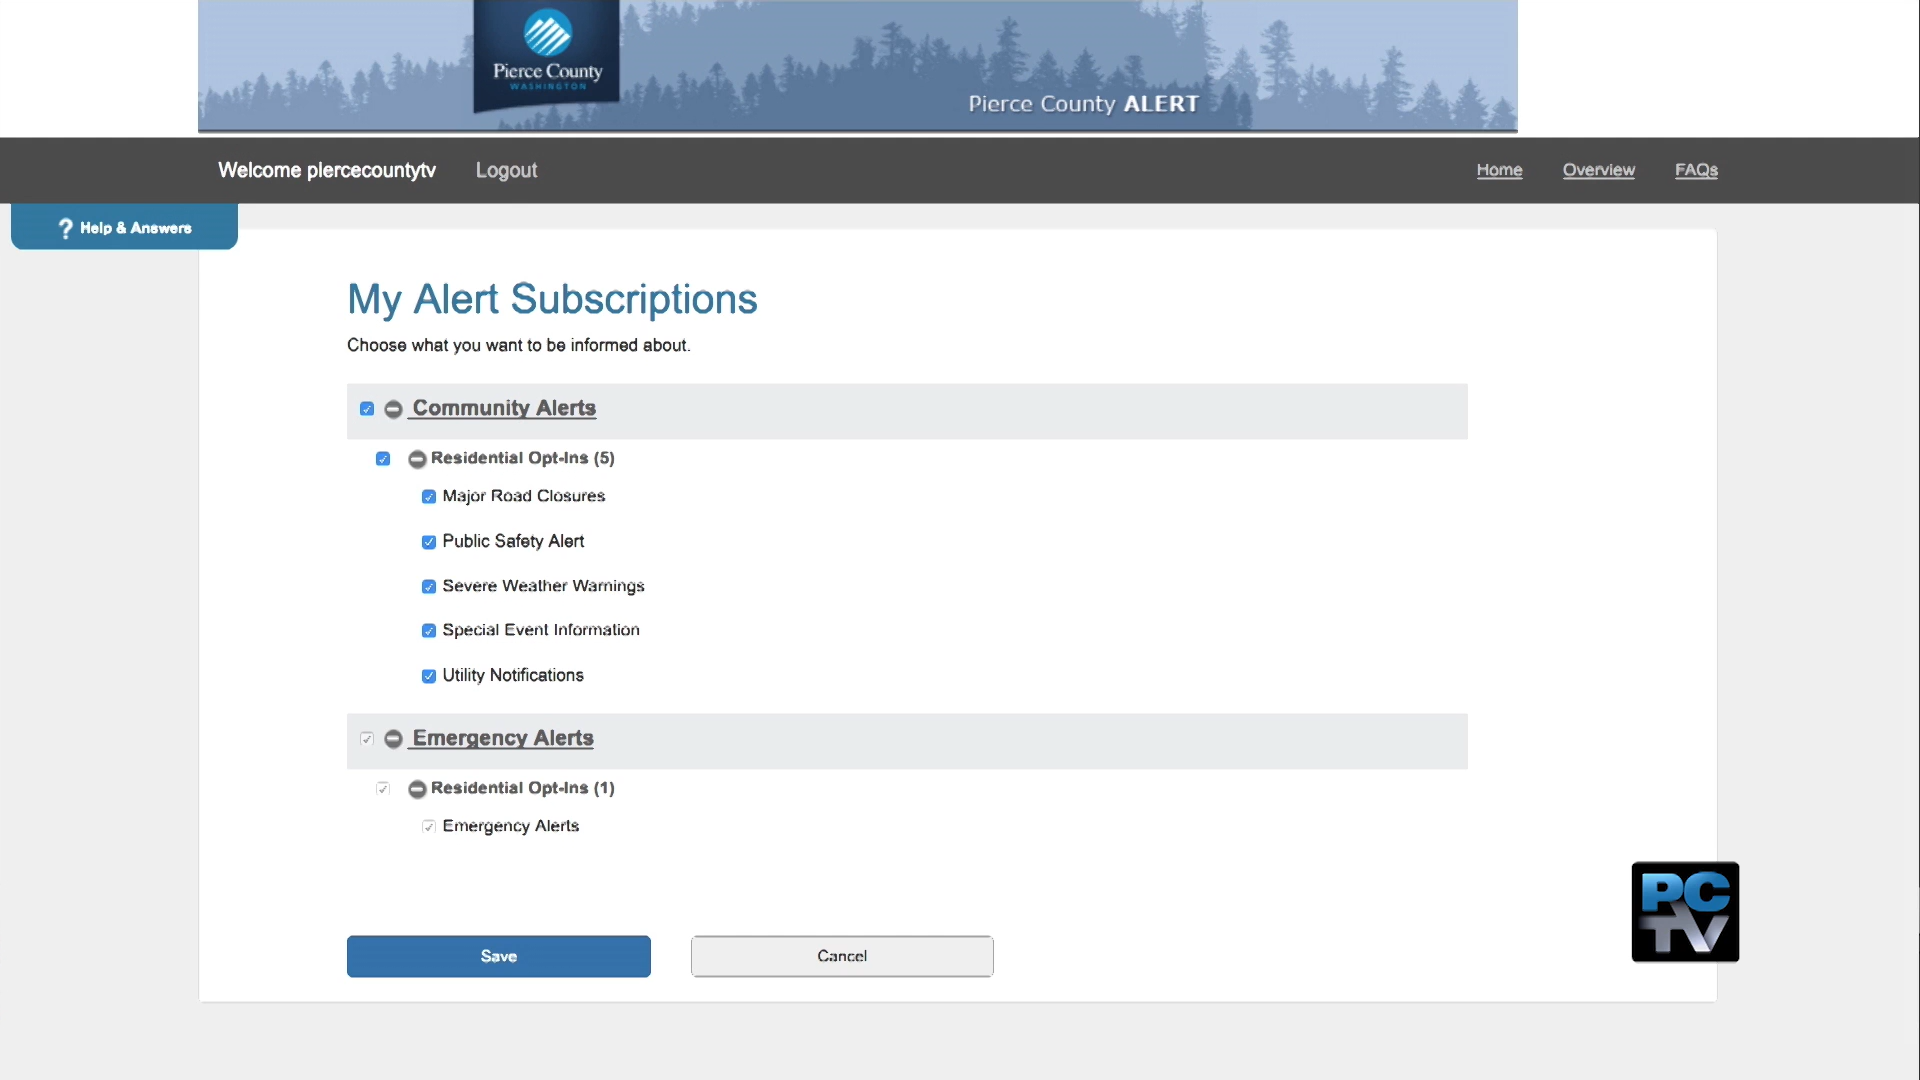 Pierce County
WASHINGTON
Pierce County ALERT
Welcome piercecountytv
Logout
Home
Overview
FAQs
? Help & Answers
My Alert Subscriptions
Choose what you want to be informed about.
Community Alerts
Residential Opt-Ins (5)
Major Road Closures
Public Safety Alert
Severe Weather Warnings
Special Event Information
Utility Notifications
Emergency Alerts
Residential Opt-Ins (1)
Emergency Alerts
PC
TV
Save
Cancel